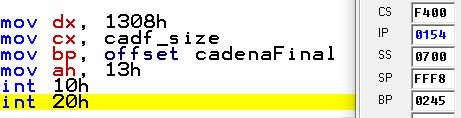 mov dx, 1308h
mov cx, cadf_size
mov bp, offset cadenaFinal
mov ah, 13h
int 10h
int 20h
CS F400
IP 0154
SS 0700
SP FFF8
BP 0245